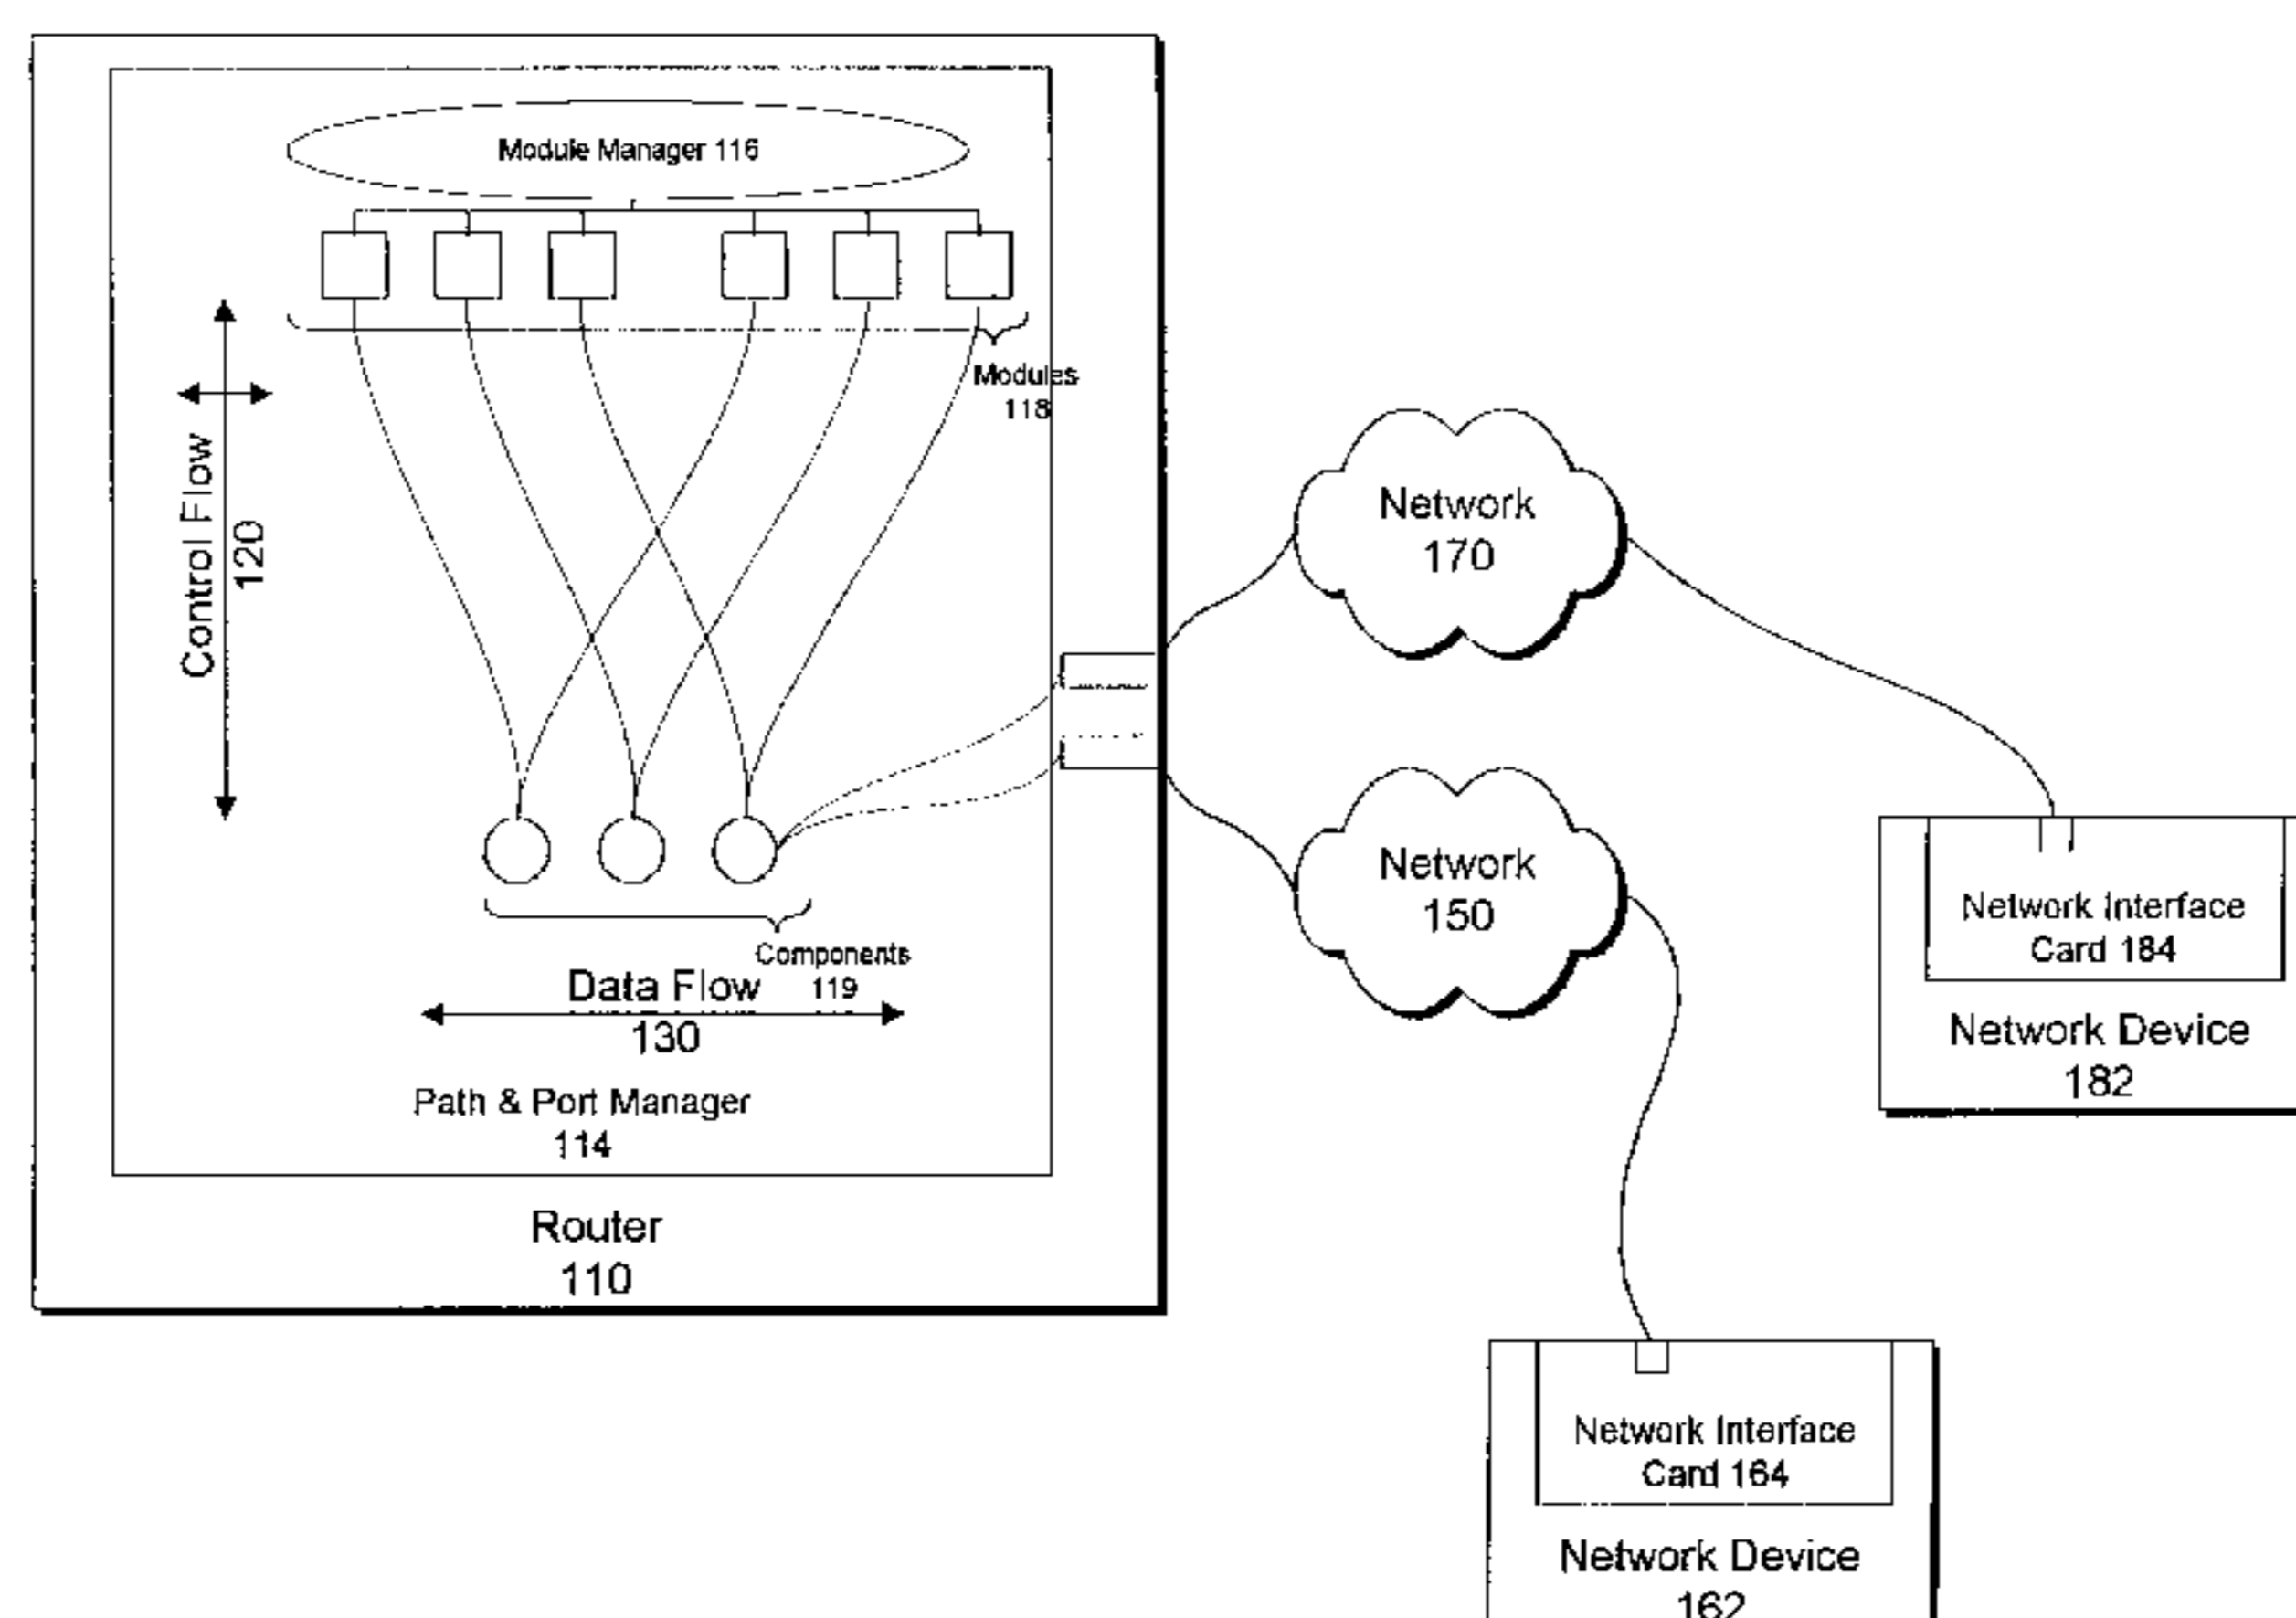 Module Manager 116
Modules
118
Control Flow
120
Components
119
Data Flow
130
Path & Port Manager
114
Router
110
Network
170
Network
150
Network Interface
Card 184
Network Device
182
Network Interface
Card 164
Network Device
162